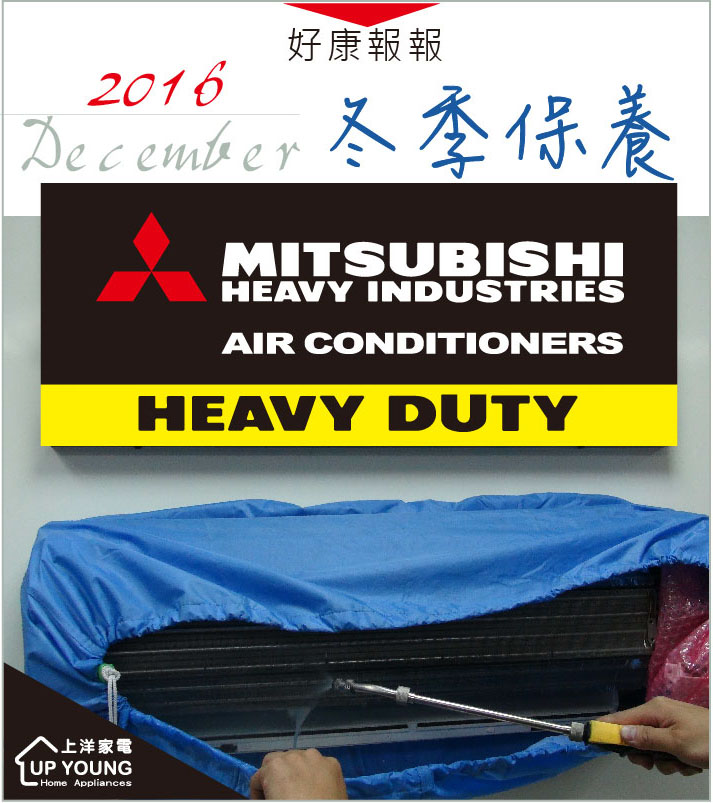 好康報報
2016
December 冬季保養
MITSUBISHI
HEAVY INDUSTRIES
AIR CONDITIONERS
HEAVY DUTY
上洋家電
UP YOUNG
Home Appliances